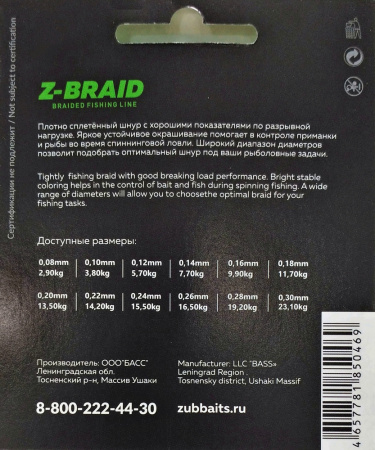 Сертификации не подлежит / Not subject to certification
Z-BRAID
BRAIDED FISHING LINE
Плотно сплетённый шнур с хорошими показателями по разрывной
нагрузке. Яркое устойчивое окрашивание помогает в контроле приманки
и рыбы во время спиннинговой ловли. Широкий диапазон диаметров
позволит подобрать оптимальный шнур под ваши рыболовные задачи.
Tightly fishing braid with good breaking load performance. Bright stable
coloring helps in the control of bait and fish during spinning fishing. A wide
range of diameters will allow you to choosethe optimal braid for your
fishing tasks.
Доступные размеры:
0,08mm 0,10mm 0,12mm 0,14mm 0,16mm 0,18mm
2,90kg 3,80kg 5,70kg 7,70kg 9,90kg 11,70kg
0,20mm 0,22mm 0,24mm 0,26mm 0,28mm 0,30mm
13,50kg 14,20kg 15,50kg 16,50kg 19,20kg 23,10kg
Производитель: ООО"БАСС"
Ленинградская обл.
Тосненский р-н, Массив Ушаки
Manufacturer: LLC "BASS»
Leningrad Region .
Tosnensky district, Ushaki Massif
8-800-222-44-30
zubbaits.ru
4 657781 850469